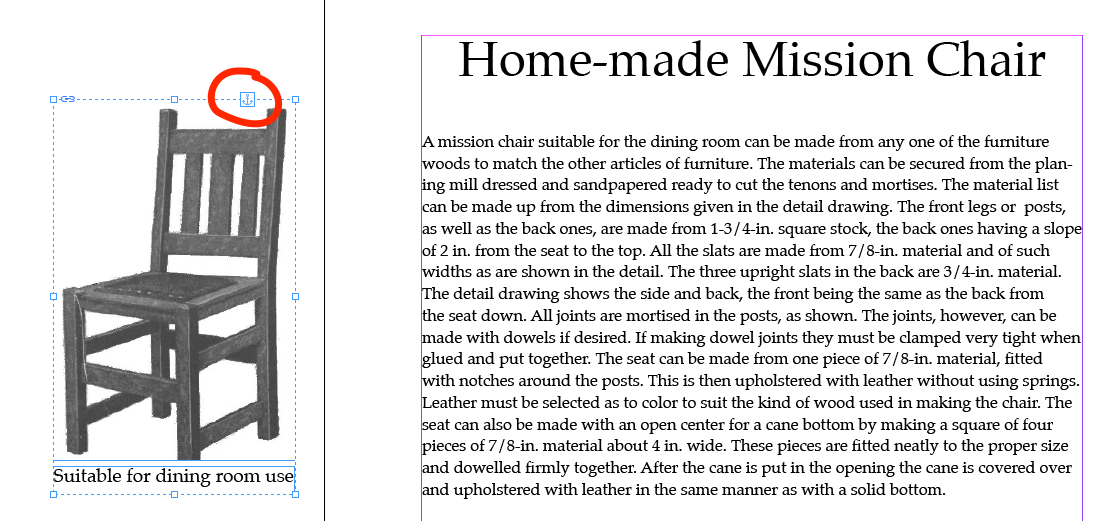 Home-made Mission Chair
A mission chair suitable for the dining room can be made from any one of the furniture
woods to match the other articles of furniture. The materials can be secured from the plan-
ing mill dressed and sandpapered ready to cut the tenons and mortises. The material list
can be made up from the dimensions given in the detail drawing. The front legs or  posts,
as well as the back ones, are made from 1-3/4-in. square stock, the back ones having a slope
of 2 in. from the seat to the top. All the slats are made from 7/8-in. material and of such
widths as are shown in the detail. The three upright slats in the back are 3/4-in. material.
The detail drawing shows the side and back, the front being the same as the back from
the seat down. All joints are mortised in the posts, as shown. The joints, however, can be
made with dowels if desired. If making dowel joints they must be clamped very tight when
glued and put together. The seat can be made from one piece of 7/8-in. material, fitted
with notches around the posts. This is then upholstered with leather without using springs.
Leather must be selected as to color to suit the kind of wood used in making the chair. The
seat can also be made with an open center for a cane bottom by making a square of four
pieces of 7/8-in. material about 4 in. wide. These pieces are fitted neatly to the proper size
and dowelled firmly together. After the cane is put in the opening the cane is covered over
and upholstered with leather in the same manner as with a solid bottom.
Suitable for dining room use